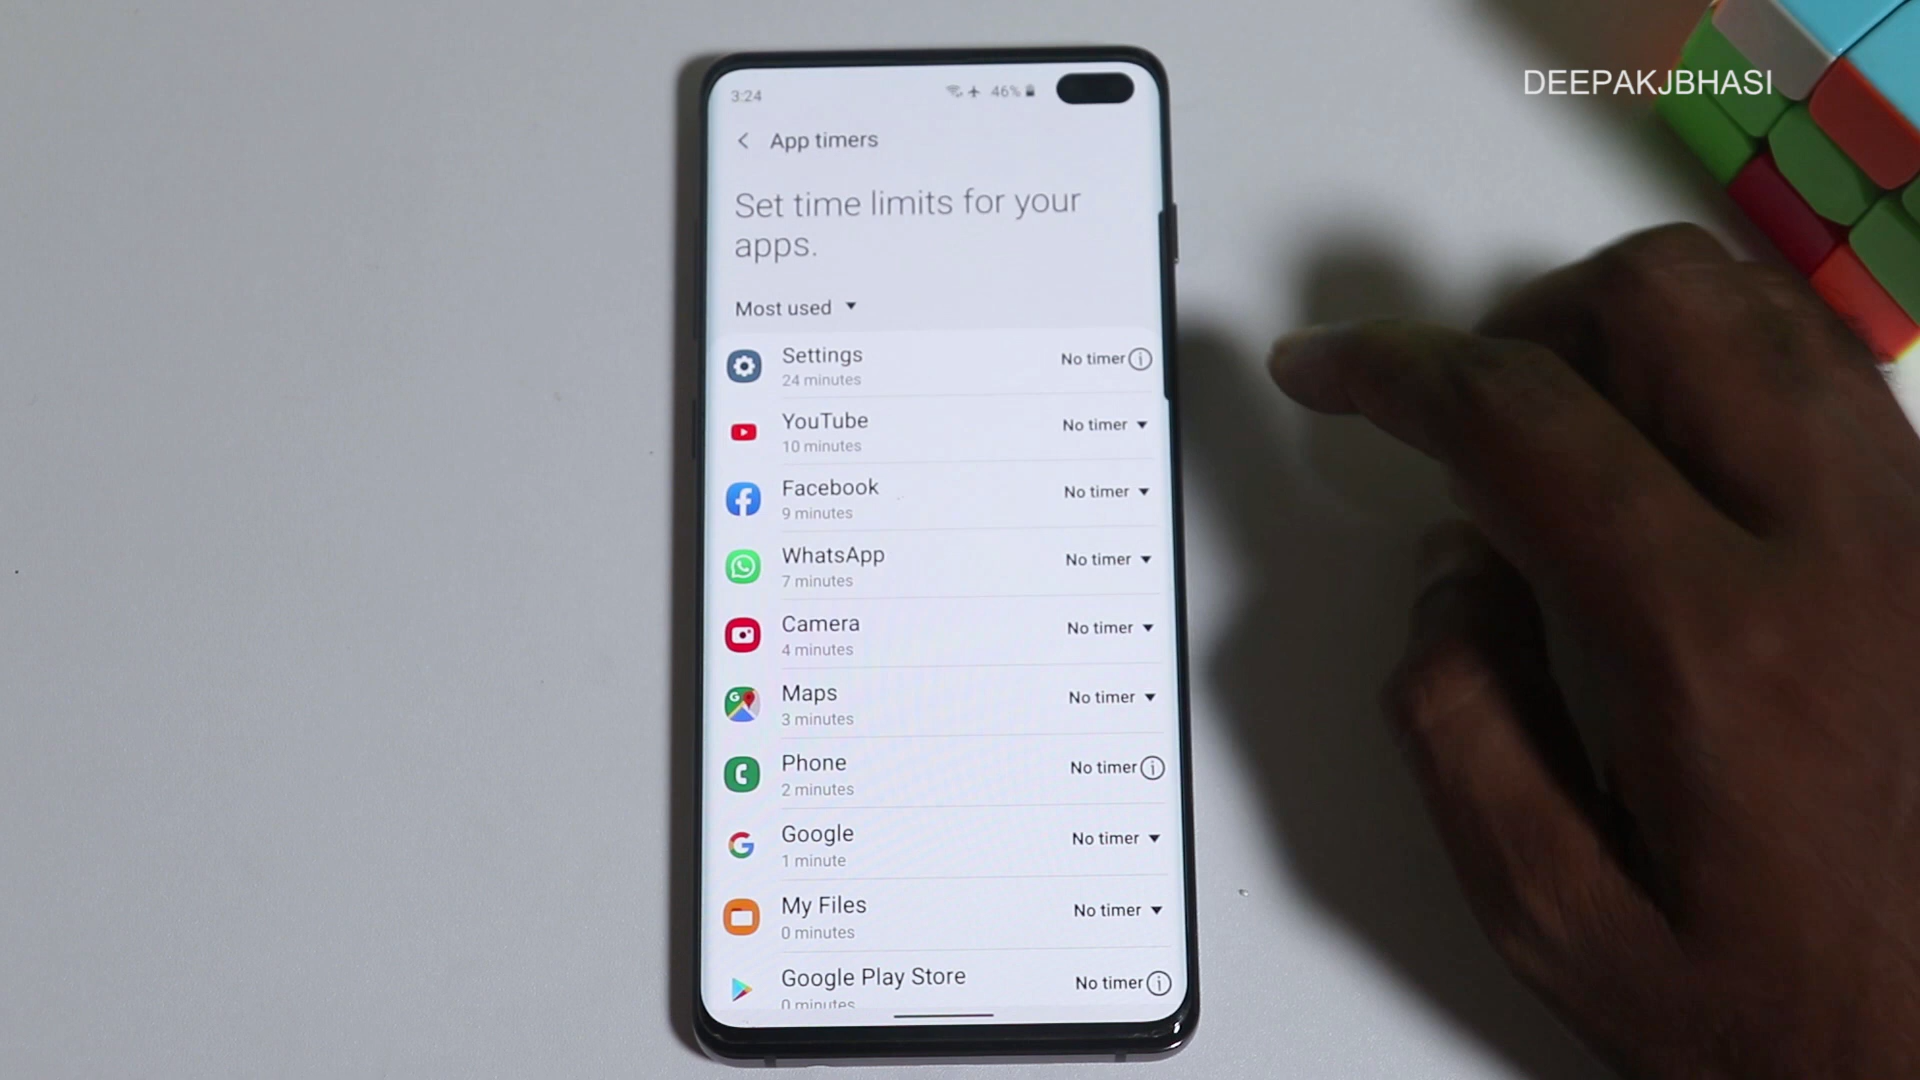 DEEPAKJBHASI
3:24 46%
App timers
Set time limits for your
apps.
Most used
Settings No timer
24 minutes
YouTube No timer
10 minutes
Facebook No timer
9 minutes
WhatsApp No timer
7 minutes
Camera No timer
4 minutes
Maps No timer
3 minutes
Phone No timer
2 minutes
Google No timer
1 minute
My Files No timer
0 minutes
Google Play Store No timer
0 minutes